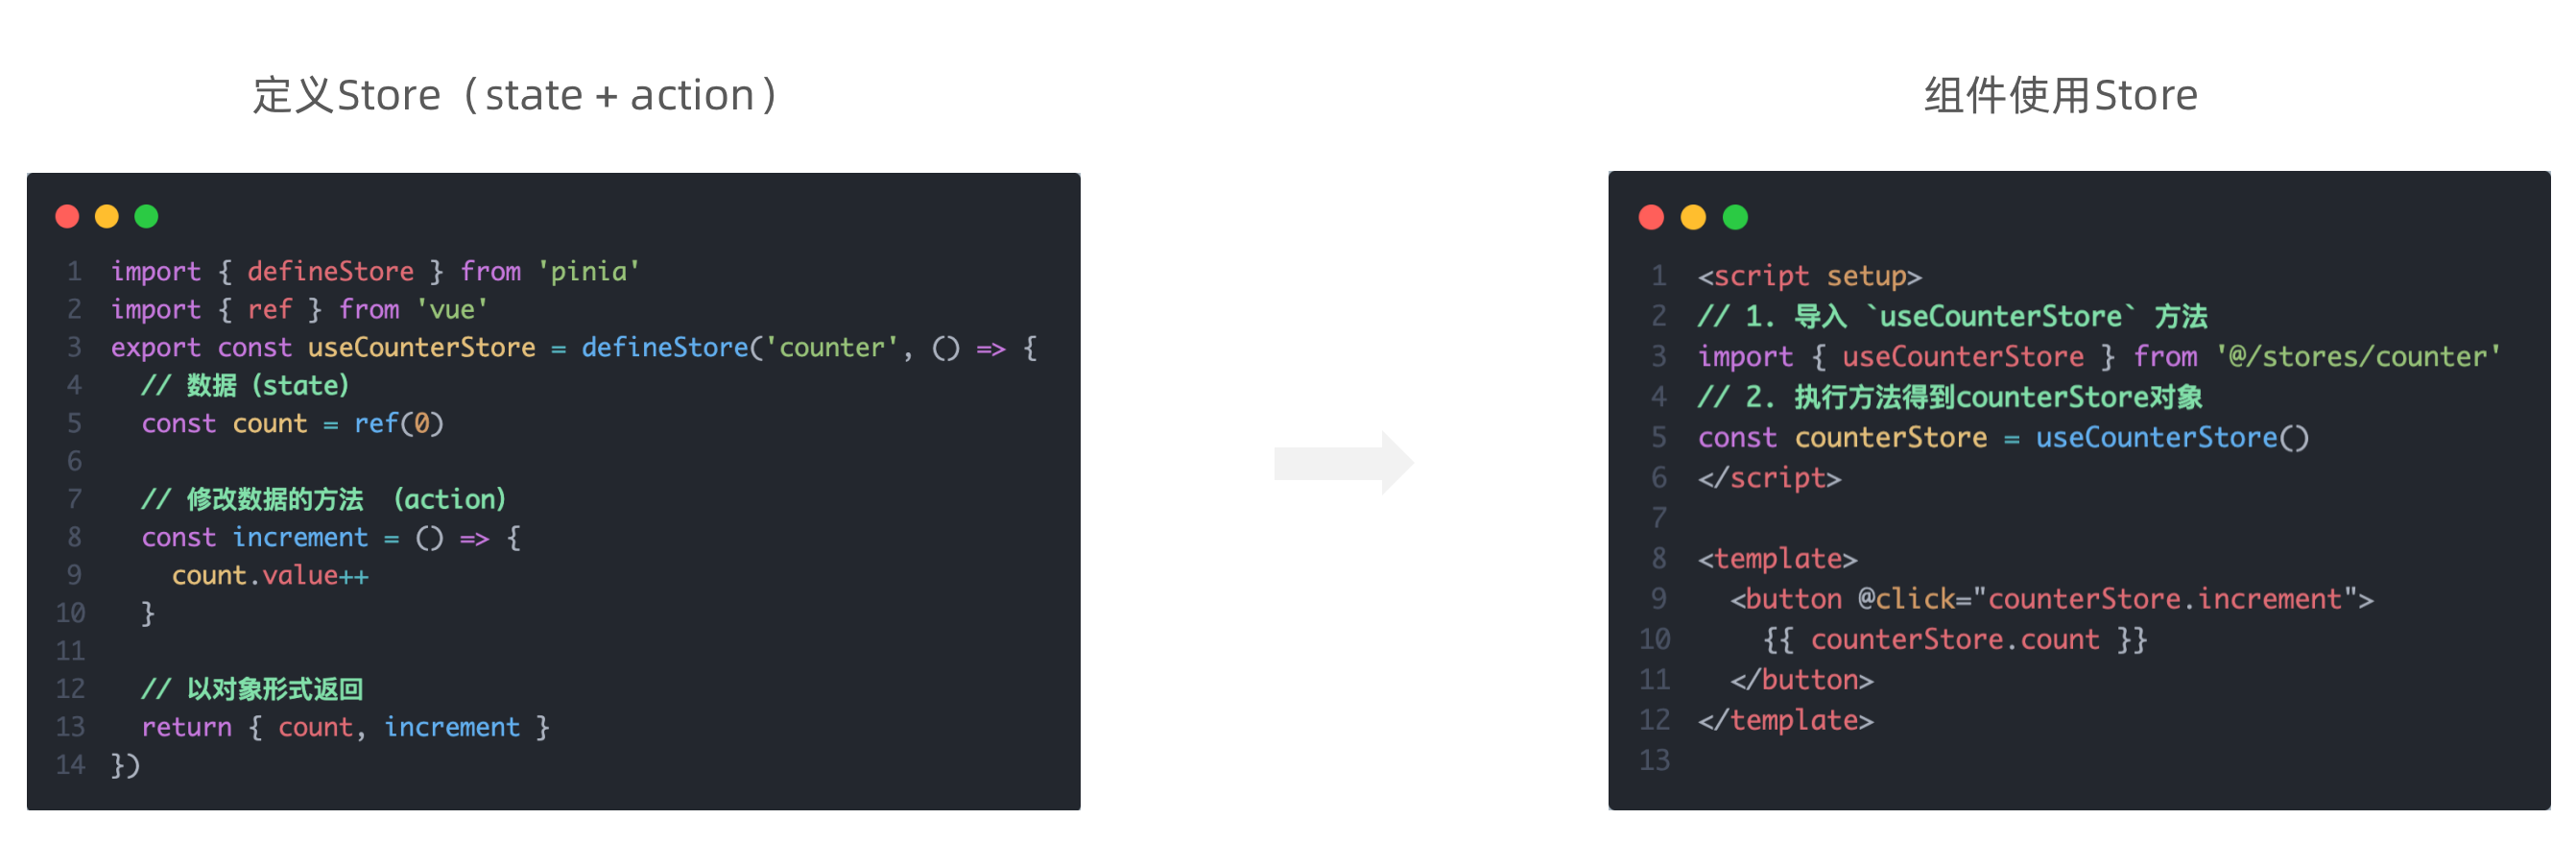 定义Store（state + action）
1 import { defineStore } from 'pinia'
2 import { ref } from 'vue'
3 export const useCounterStore = defineStore('counter', () => {
4   // 数据（state）
5   const count = ref(0)
6
7   // 修改数据的方法 （action）
8   const increment = () => {
9     count.value++
10   }
11
12   // 以对象形式返回
13   return { count, increment }
14 })
组件使用Store
1 <script setup>
2 // 1. 导入 `useCounterStore` 方法
3 import { useCounterStore } from '@/stores/counter'
4 // 2. 执行方法得到counterStore对象
5 const counterStore = useCounterStore()
6 </script>
7
8 <template>
9   <button @click="counterStore.increment">
10     {{ counterStore.count }}
11   </button>
12 </template>
13